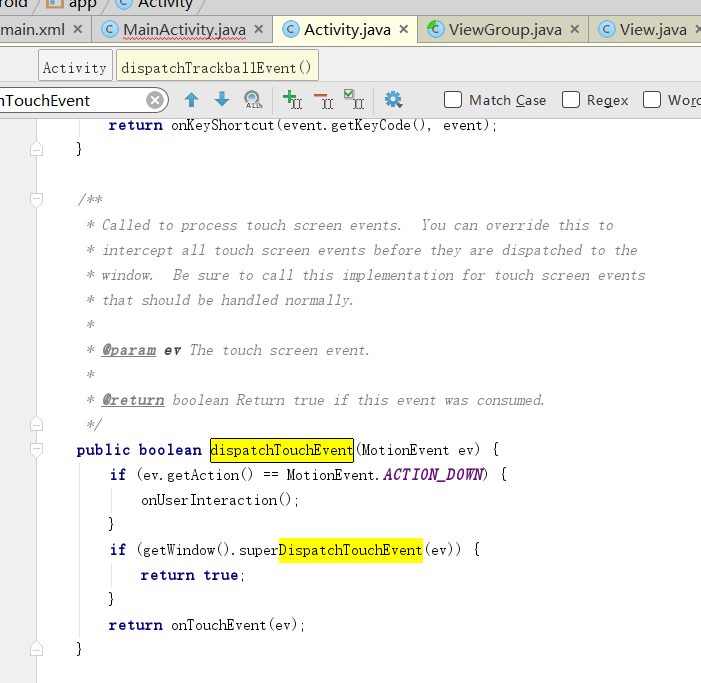 roid app Activity
main.xml × MainActivity.java × Activity.java × ViewGroup.java × View.java ×
Activity dispatchTrackballEvent()
nTouchEvent Match Case Regex Word
return onKeyShortcut(event.getKeyCode(), event);
}
/**
* Called to process touch screen events.  You can override this to
* intercept all touch screen events before they are dispatched to the
* window.  Be sure to call this implementation for touch screen events
* that should be handled normally.
*
* @param ev The touch screen event.
*
* @return boolean Return true if this event was consumed.
*/
public boolean dispatchTouchEvent(MotionEvent ev) {
if (ev.getAction() == MotionEvent.ACTION_DOWN) {
onUserInteraction();
}
if (getWindow().superDispatchTouchEvent(ev)) {
return true;
}
return onTouchEvent(ev);
}